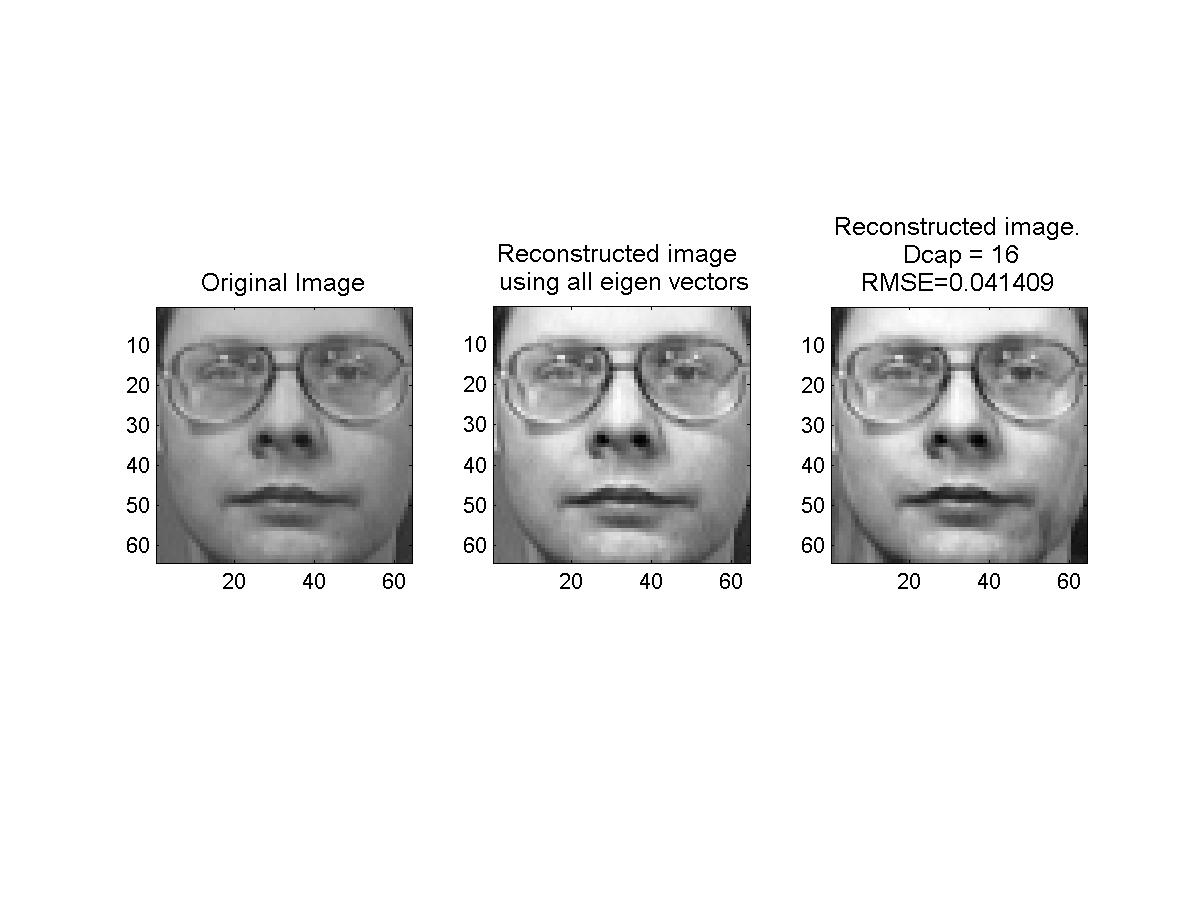 Original Image
10
20
30
40
50
60
20 40 60
Reconstructed image
using all eigen vectors
10
20
30
40
50
60
20 40 60
Reconstructed image.
Dcap = 16
RMSE=0.041409
10
20
30
40
50
60
20 40 60